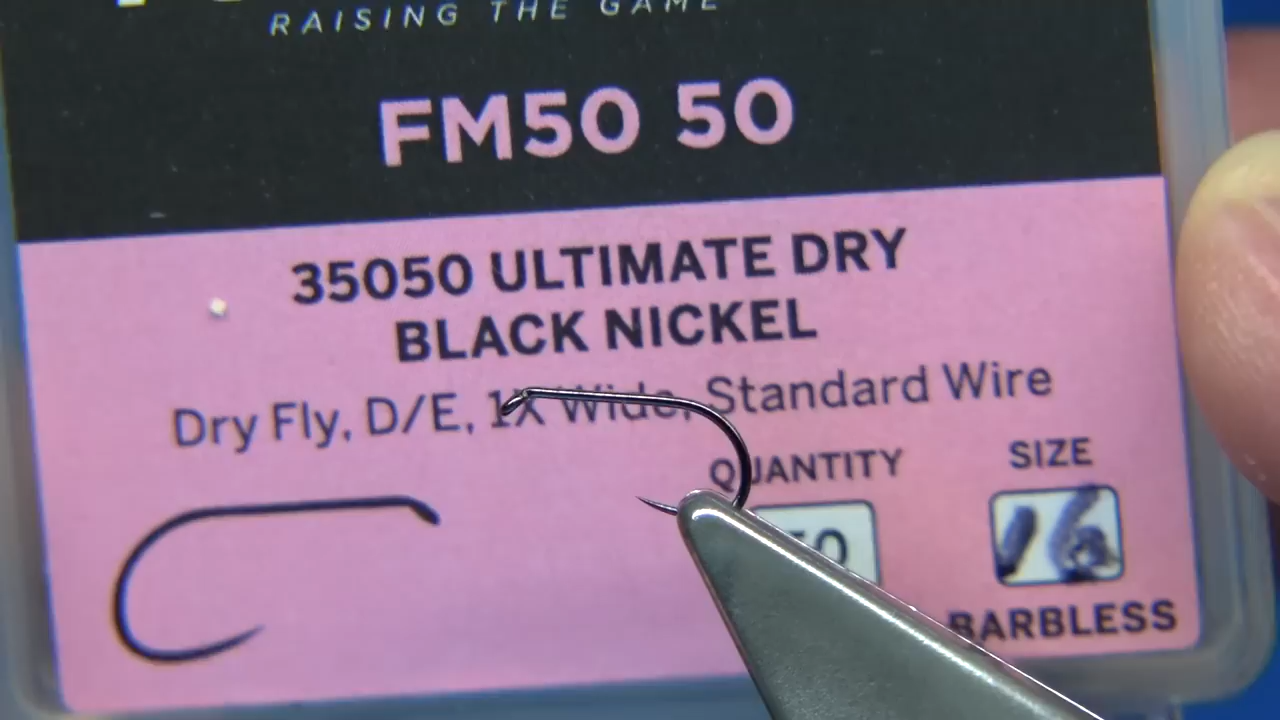 RAISING THE GAME
FM50 50
35050 ULTIMATE DRY
BLACK NICKEL
Dry Fly, D/E, 1X Wide, Standard Wire
QUANTITY SIZE
50 16
BARBLESS